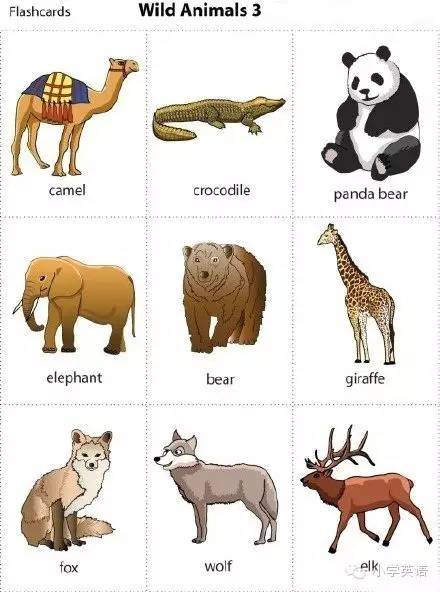 Flashcards
Wild Animals 3
camel
crocodile
panda bear
elephant
bear
giraffe
fox
wolf
elk
小学英语